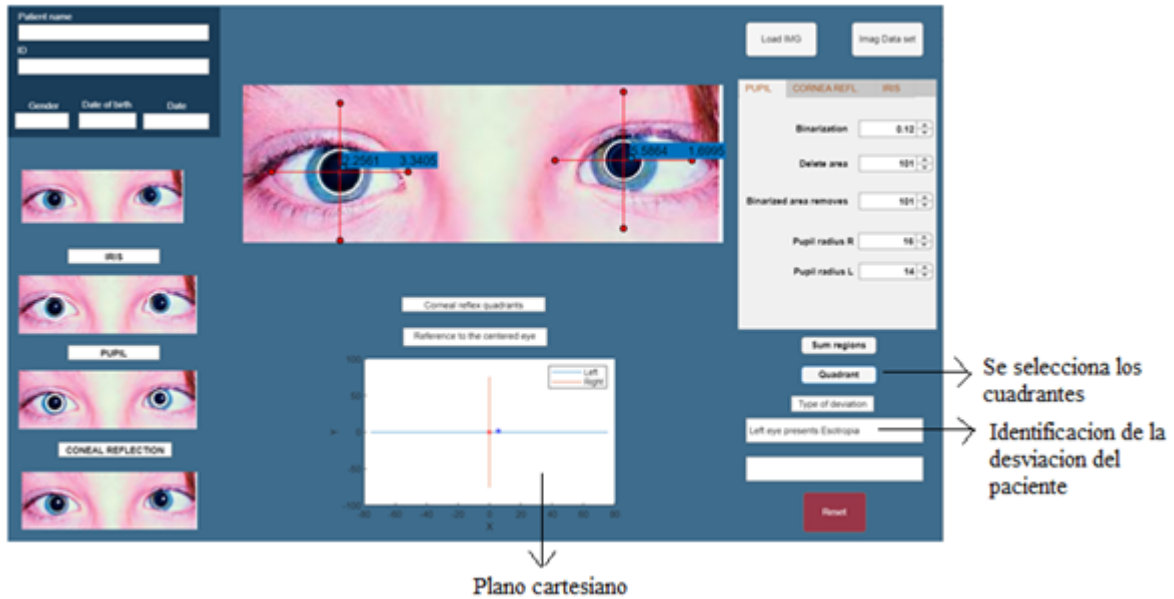 Patient name
ID
Gender Date of birth Date
IRIS
PUPIL
CONEAL REFLECTION
2.2561 3.3405
5.5864 1.6995
Corneal reflex quadrants
Reference to the centered eye
100
50
0
-50
-100
Y
-80 -60 -40 -20 0 20 40 60 80
X
Left
Right
Load IMG Imag Data set
PUPIL CORNEA REFL. IRIS
Binarization 0.12
Delete area 101
Binarized area removes 101
Pupil radius R 16
Pupil radius L 14
Sum regions
Quadrant
Type of deviation
Left eye presents Esotropia
Reset
Se selecciona los
cuadrantes
Identificacion de la
desviacion del
paciente
Plano cartesiano